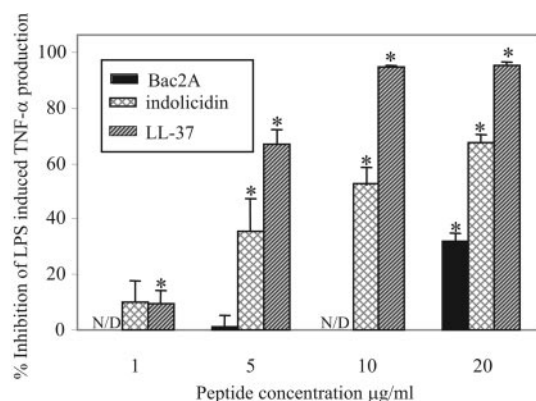 % Inhibition of LPS induced TNF-α production
100
80
60
40
20
0
Bac2A
indolicidin
LL-37
N/D
*
*
*
N/D
*
*
*
*
*
1
5
10
20
Peptide concentration µg/ml